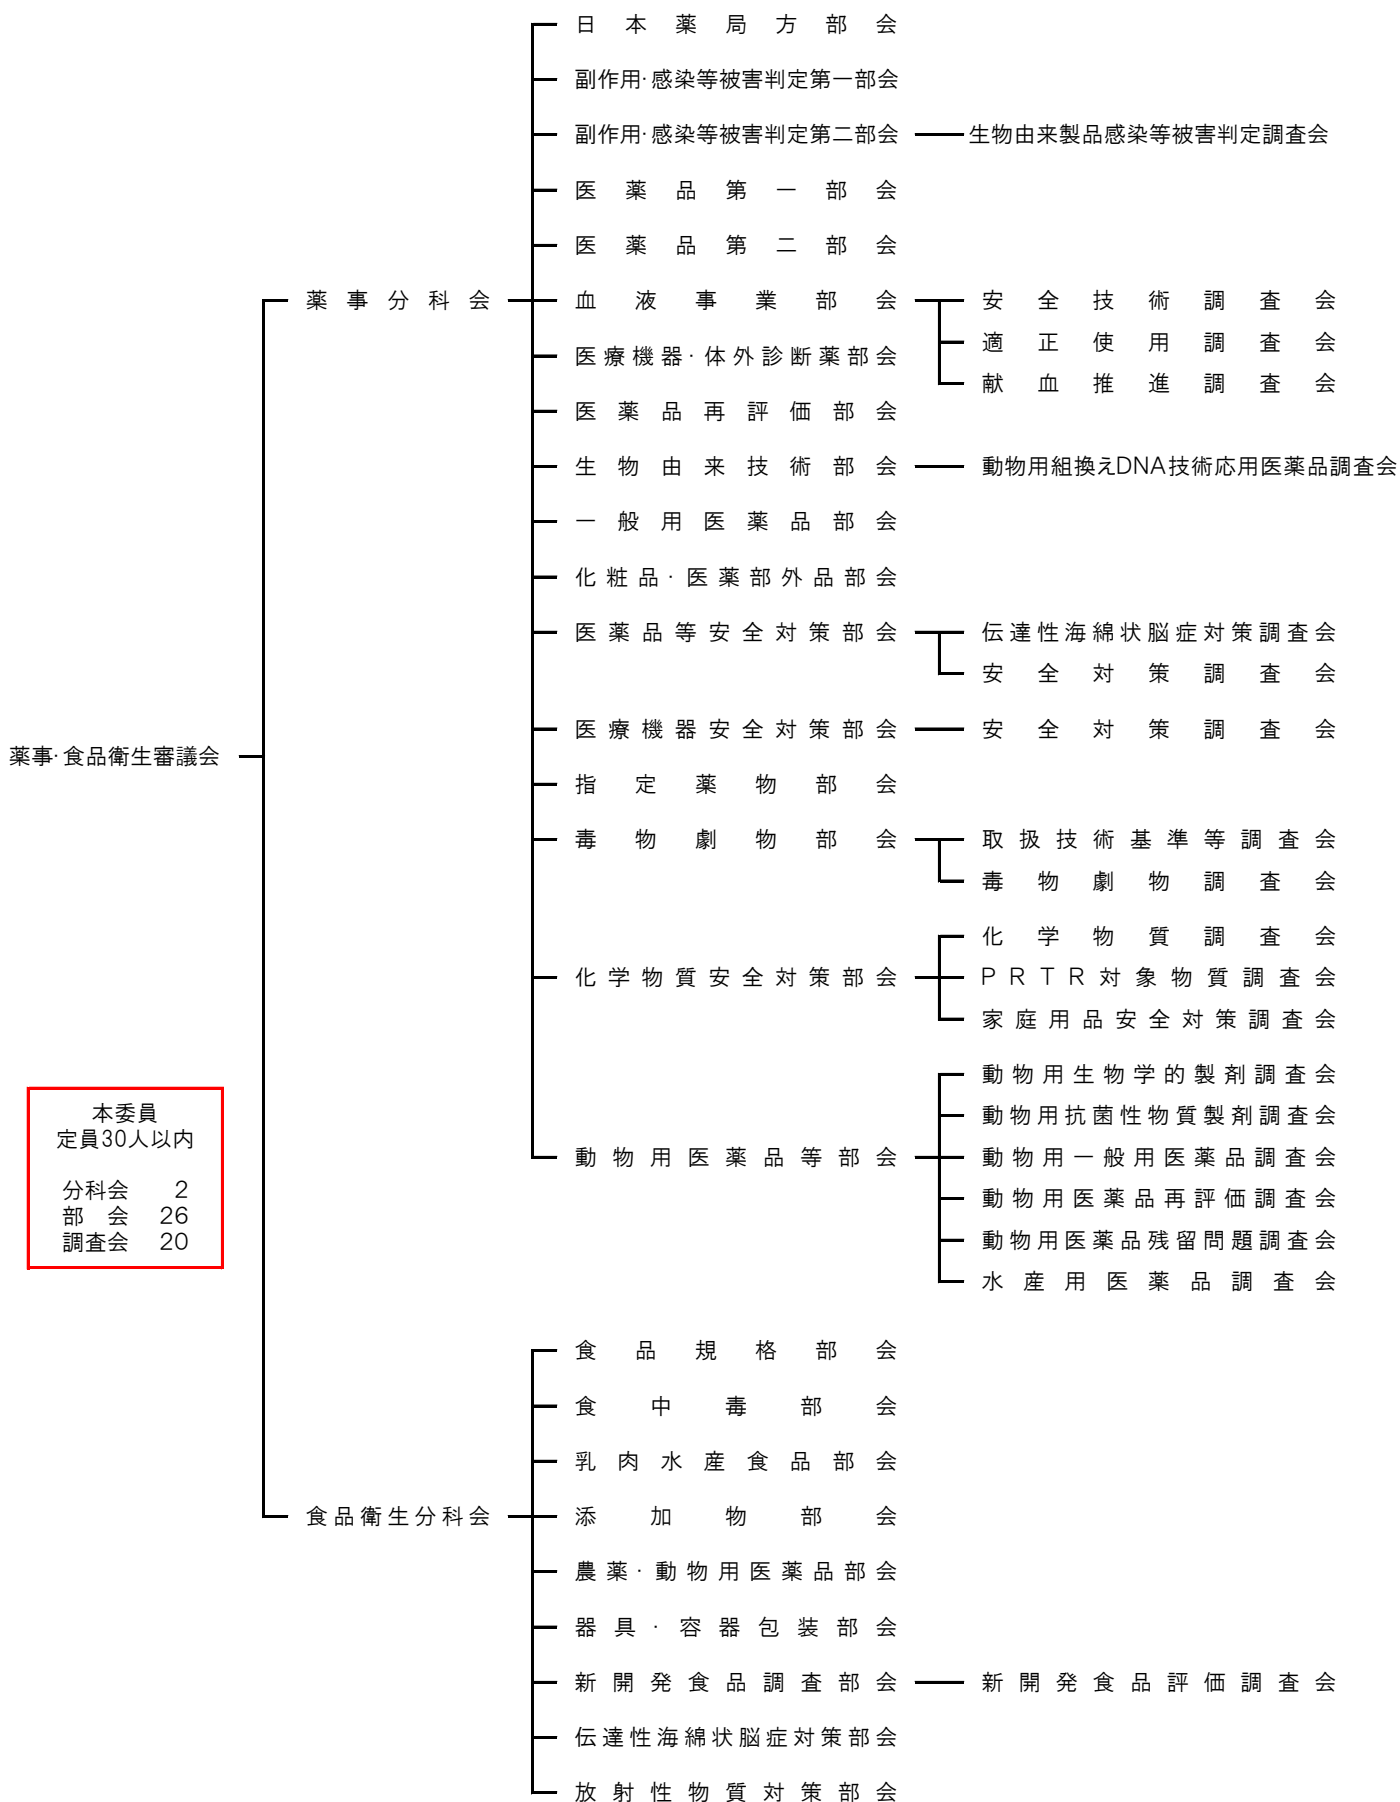 日本薬局方部会
副作用・感染等被害判定第一部会
副作用・感染等被害判定第二部会
生物由来製品感染等被害判定調査会
医薬品第一部会
医薬品第二部会
薬事分科会
血液事業部会
安全技術調査会
適正使用調査会
医療機器・体外診断薬部会
献血推進調査会
医薬品再評価部会
生物由来技術部会
動物用組換えDNA技術応用医薬品調査会
一般用医薬品部会
化粧品・医薬部外品部会
医薬品等安全対策部会
伝達性海綿状脳症対策調査会
安全対策調査会
医療機器安全対策部会
安全対策調査会
薬事・食品衛生審議会
指定薬物部会
毒物劇物部会
取扱技術基準等調査会
毒物劇物調査会
化学物質調査会
化学物質安全対策部会
PRTR対象物質調査会
家庭用品安全対策調査会
動物用生物学的製剤調査会
動物用抗菌性物質製剤調査会
動物用医薬品等部会
動物用一般用医薬品調査会
動物用医薬品再評価調査会
動物用医薬品残留問題調査会
水産用医薬品調査会
本委員
定員30人以内
分科会 2
部会 26
調査会 20
食品規格部会
食中毒部会
乳肉水産食品部会
食品衛生分科会
添加物部会
農薬・動物用医薬品部会
器具・容器包装部会
新開発食品調査部会
新開発食品評価調査会
伝達性海綿状脳症対策部会
放射性物質対策部会